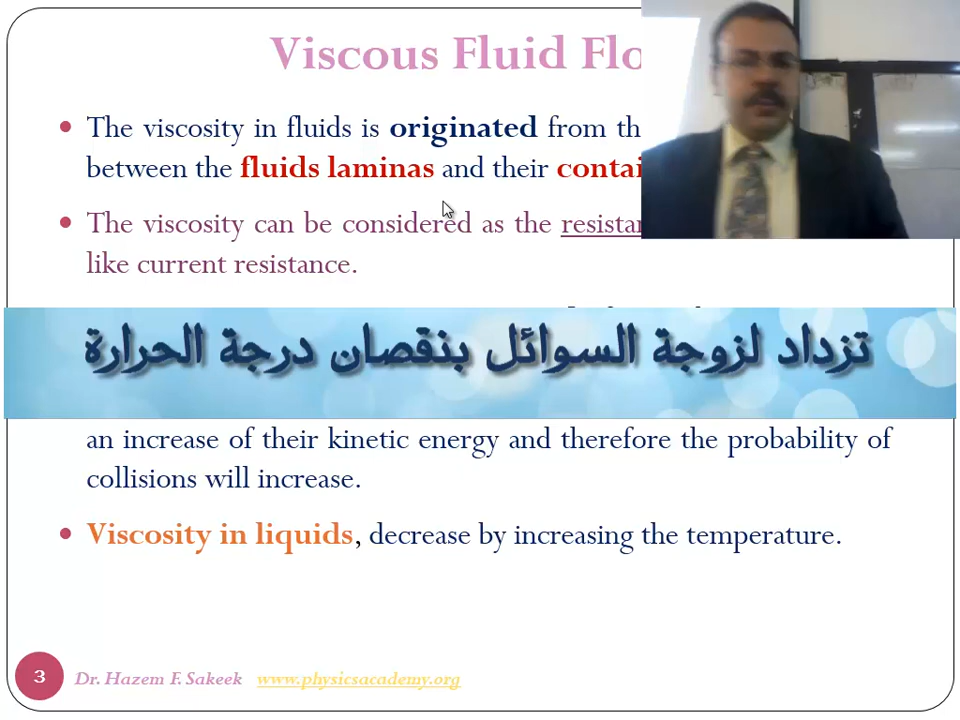 Viscous Fluid Flo
The viscosity in fluids is originated from th
between the fluids laminas and their contai
The viscosity can be considered as the resistan
like current resistance.
تزداد لزوجة السوائل بنقصان درجة الحرارة
an increase of their kinetic energy and therefore the probability of
collisions will increase.
Viscosity in liquids, decrease by increasing the temperature.
3 Dr. Hazem F. Sakeek www.physicsacademy.org